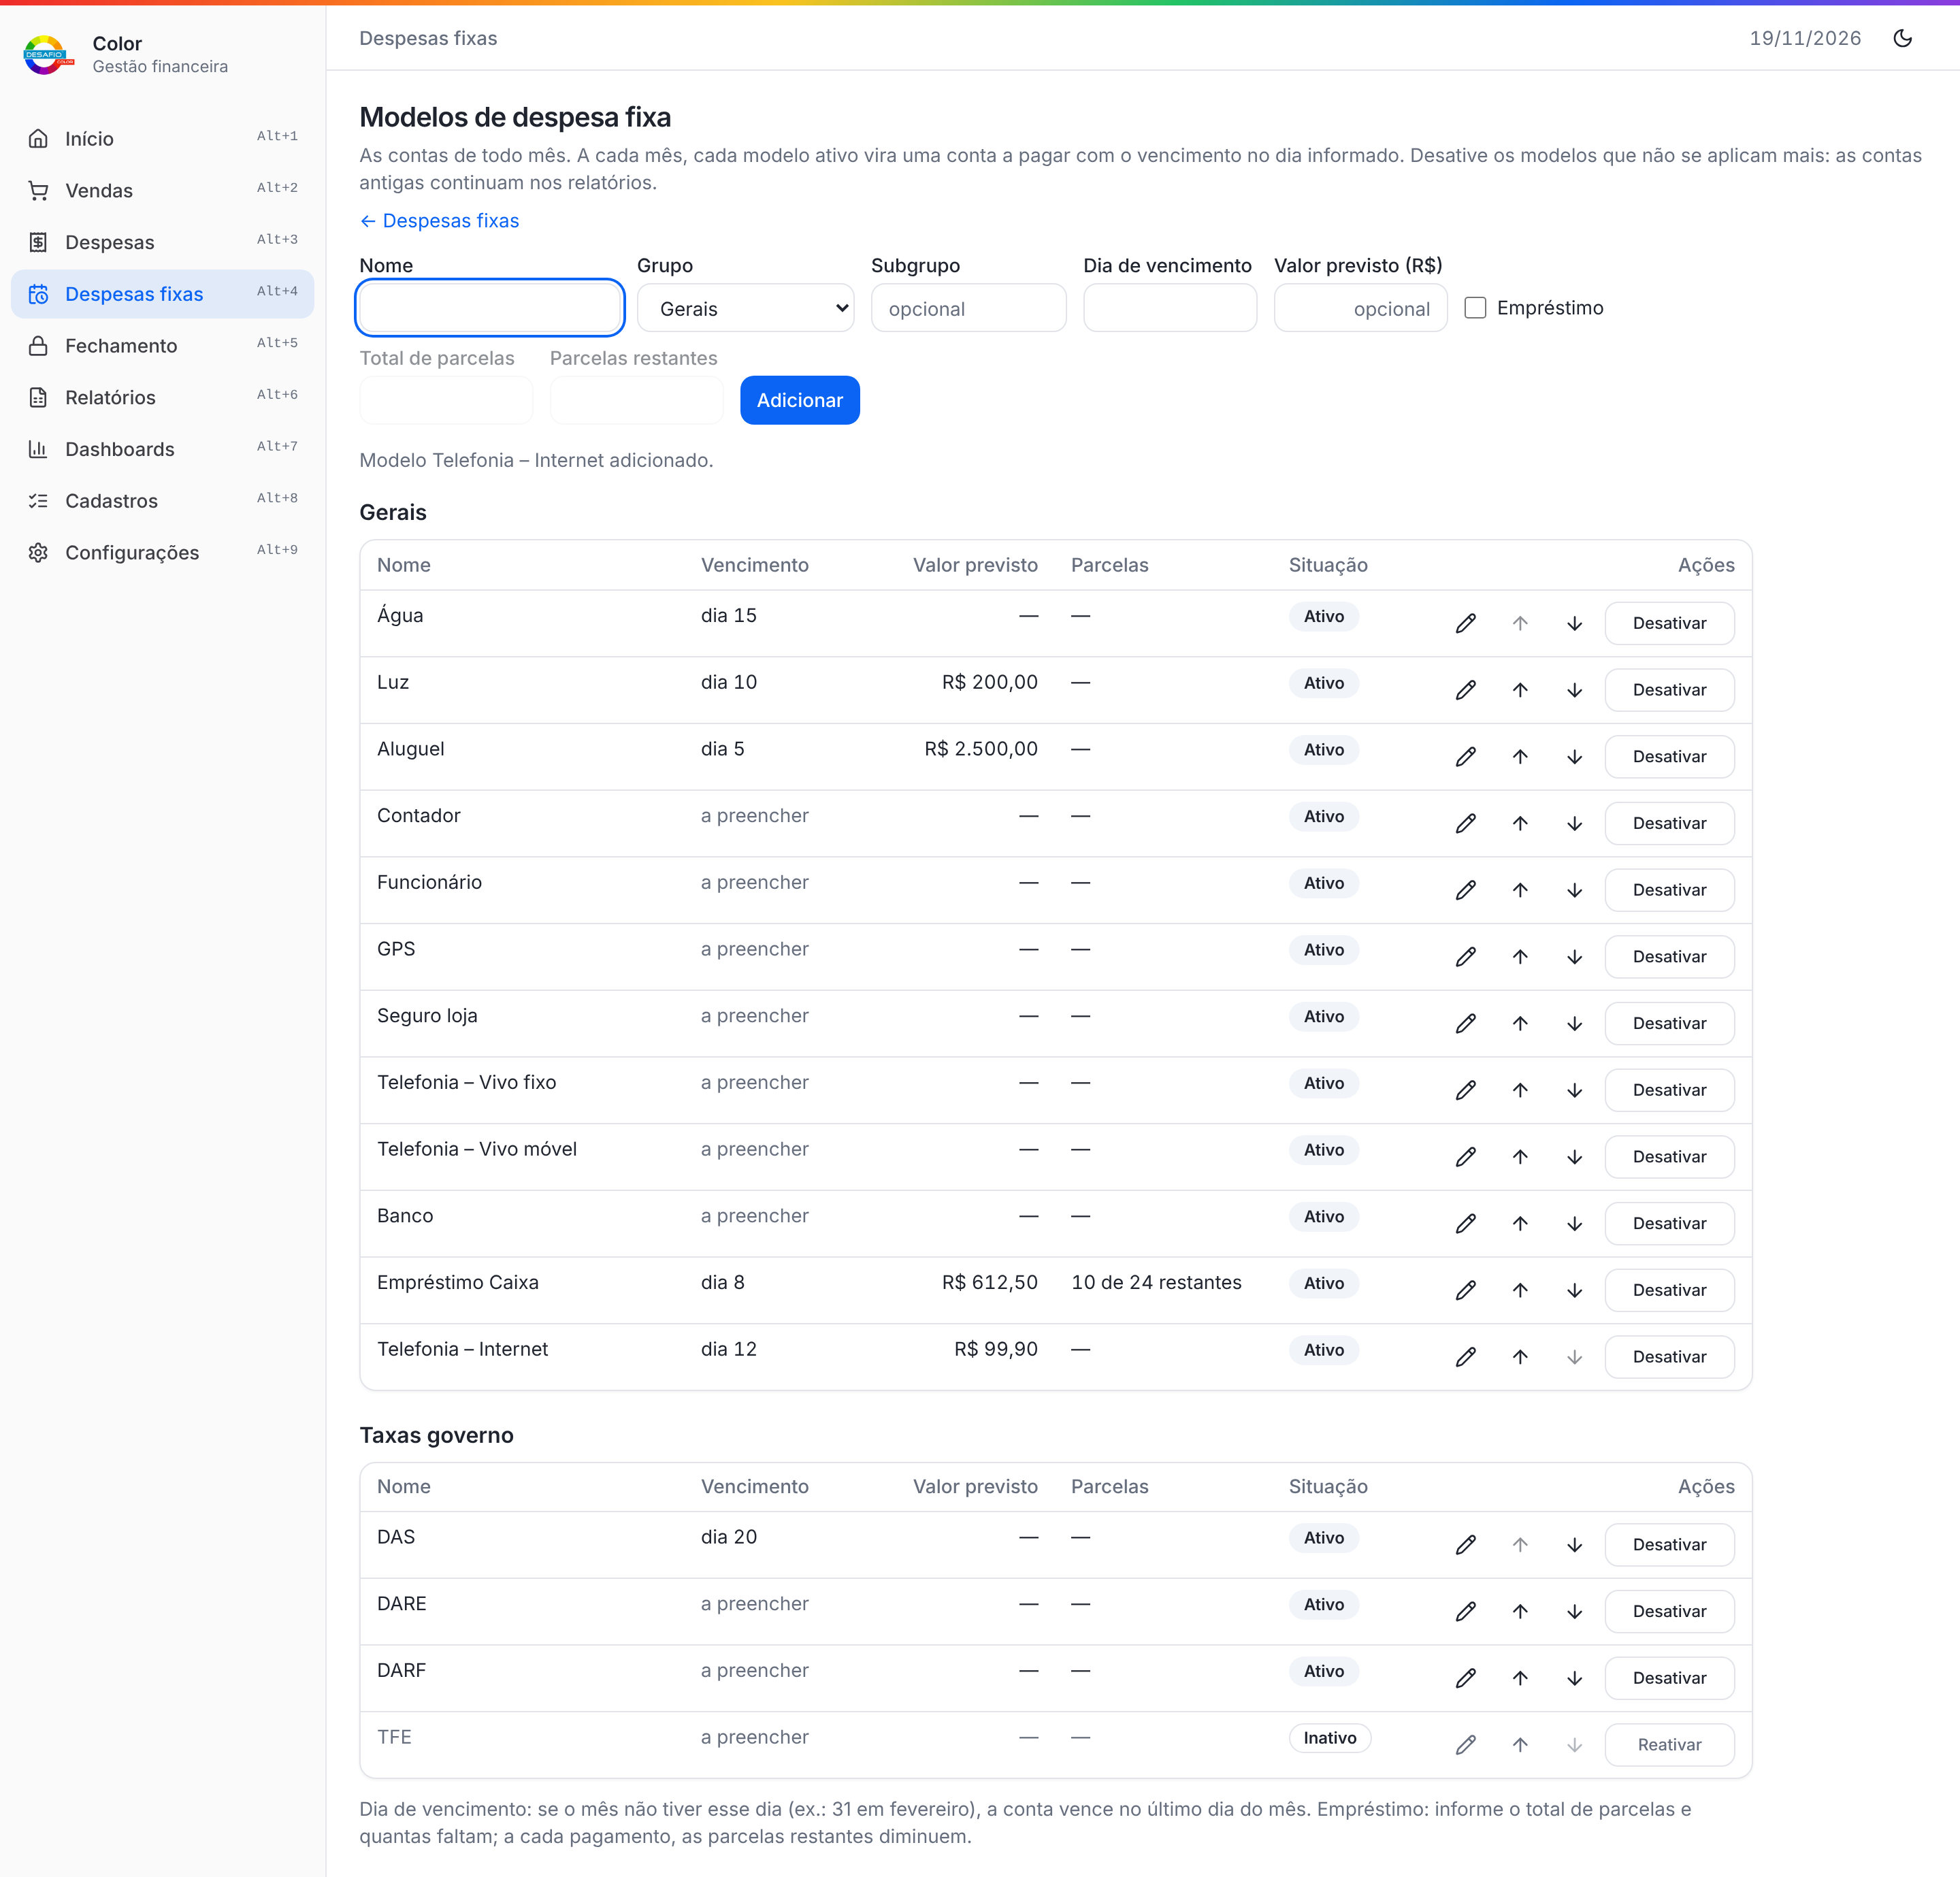 DESAFIO
COLOR
Color
Gestão financeira
Início Alt+1
Vendas Alt+2
Despesas Alt+3
Despesas fixas Alt+4
Fechamento Alt+5
Relatórios Alt+6
Dashboards Alt+7
Cadastros Alt+8
Configurações Alt+9
Despesas fixas 19/11/2026
Modelos de despesa fixa
As contas de todo mês. A cada mês, cada modelo ativo vira uma conta a pagar com o vencimento no dia informado. Desative os modelos que não se aplicam mais: as contas
antigas continuam nos relatórios.
← Despesas fixas
Nome Grupo Subgrupo Dia de vencimento Valor previsto (R$)
Gerais opcional opcional Empréstimo
Total de parcelas Parcelas restantes
Adicionar
Modelo Telefonia – Internet adicionado.
Gerais
Nome Vencimento Valor previsto Parcelas Situação Ações
Água dia 15 — — Ativo Desativar
Luz dia 10 R$ 200,00 — Ativo Desativar
Aluguel dia 5 R$ 2.500,00 — Ativo Desativar
Contador a preencher — — Ativo Desativar
Funcionário a preencher — — Ativo Desativar
GPS a preencher — — Ativo Desativar
Seguro loja a preencher — — Ativo Desativar
Telefonia – Vivo fixo a preencher — — Ativo Desativar
Telefonia – Vivo móvel a preencher — — Ativo Desativar
Banco a preencher — — Ativo Desativar
Empréstimo Caixa dia 8 R$ 612,50 10 de 24 restantes Ativo Desativar
Telefonia – Internet dia 12 R$ 99,90 — Ativo Desativar
Taxas governo
Nome Vencimento Valor previsto Parcelas Situação Ações
DAS dia 20 — — Ativo Desativar
DARE a preencher — — Ativo Desativar
DARF a preencher — — Ativo Desativar
TFE a preencher — — Inativo Reativar
Dia de vencimento: se o mês não tiver esse dia (ex.: 31 em fevereiro), a conta vence no último dia do mês. Empréstimo: informe o total de parcelas e
quantas faltam; a cada pagamento, as parcelas restantes diminuem.